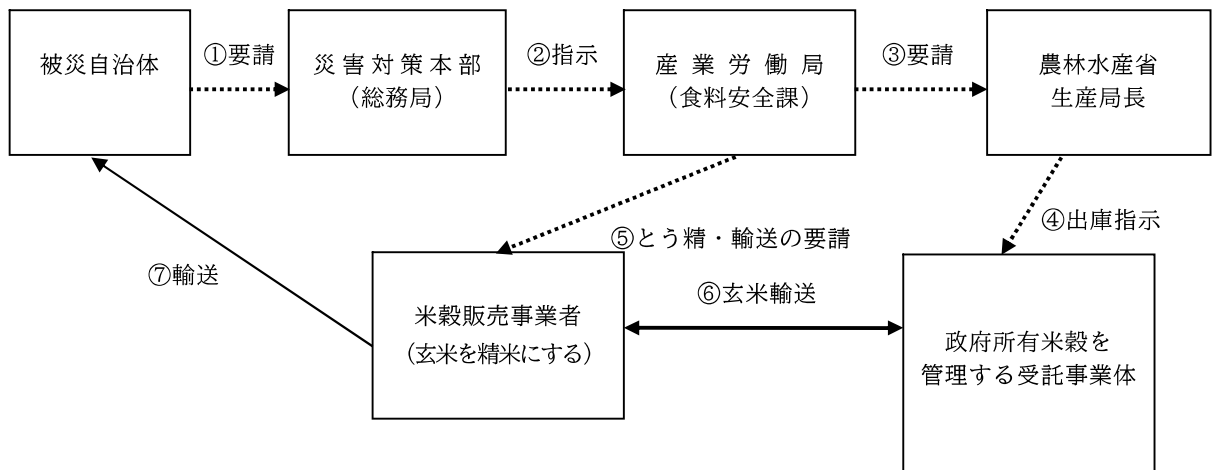 被災自治体
①要請
災害対策本部
（総務局）
②指示
産業労働局
（食料安全課）
③要請
農林水産省
生産局長
④出庫指示
⑤とう精・輸送の要請
⑥玄米輸送
⑦輸送
米穀販売事業者
（玄米を精米にする）
政府所有米穀を
管理する受託事業体